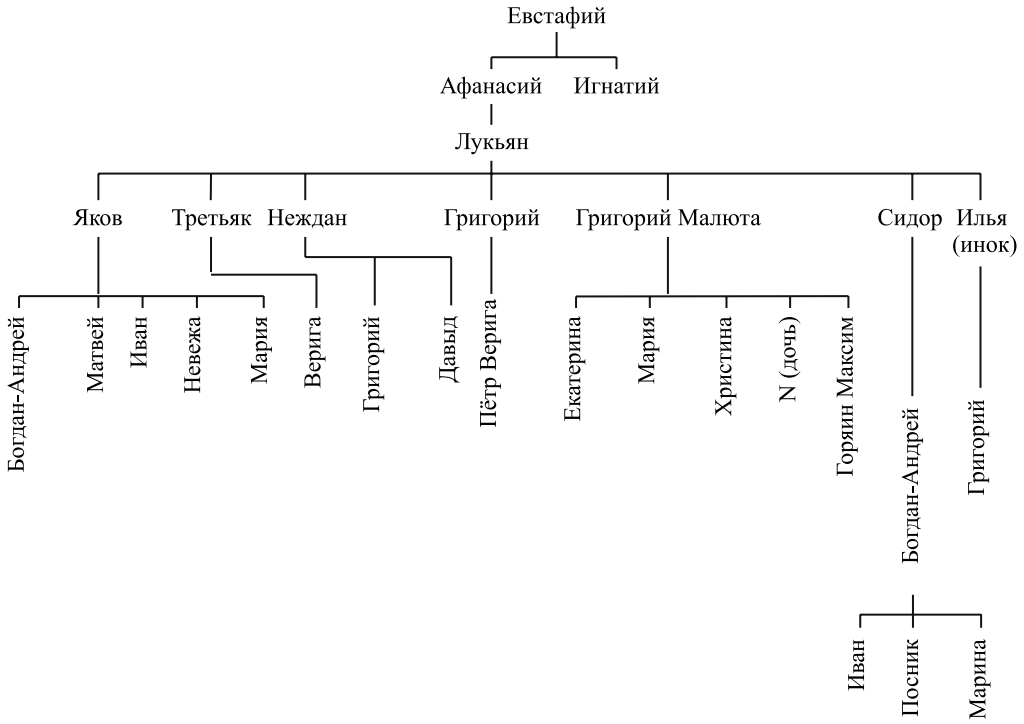 Евстафий
Афанасий Игнатий
Лукьян
Яков Третьяк Неждан Григорий Григорий Малюта Сидор Илья
(инок)
Богдан-Андрей
Матвей
Иван
Невежа
Мария
Верига
Григорий
Давыд
Пётр Верига
Екатерина
Мария
Христина
N (дочь)
Горяин Максим
Богдан-Андрей
Григорий
Иван
Посник
Марина